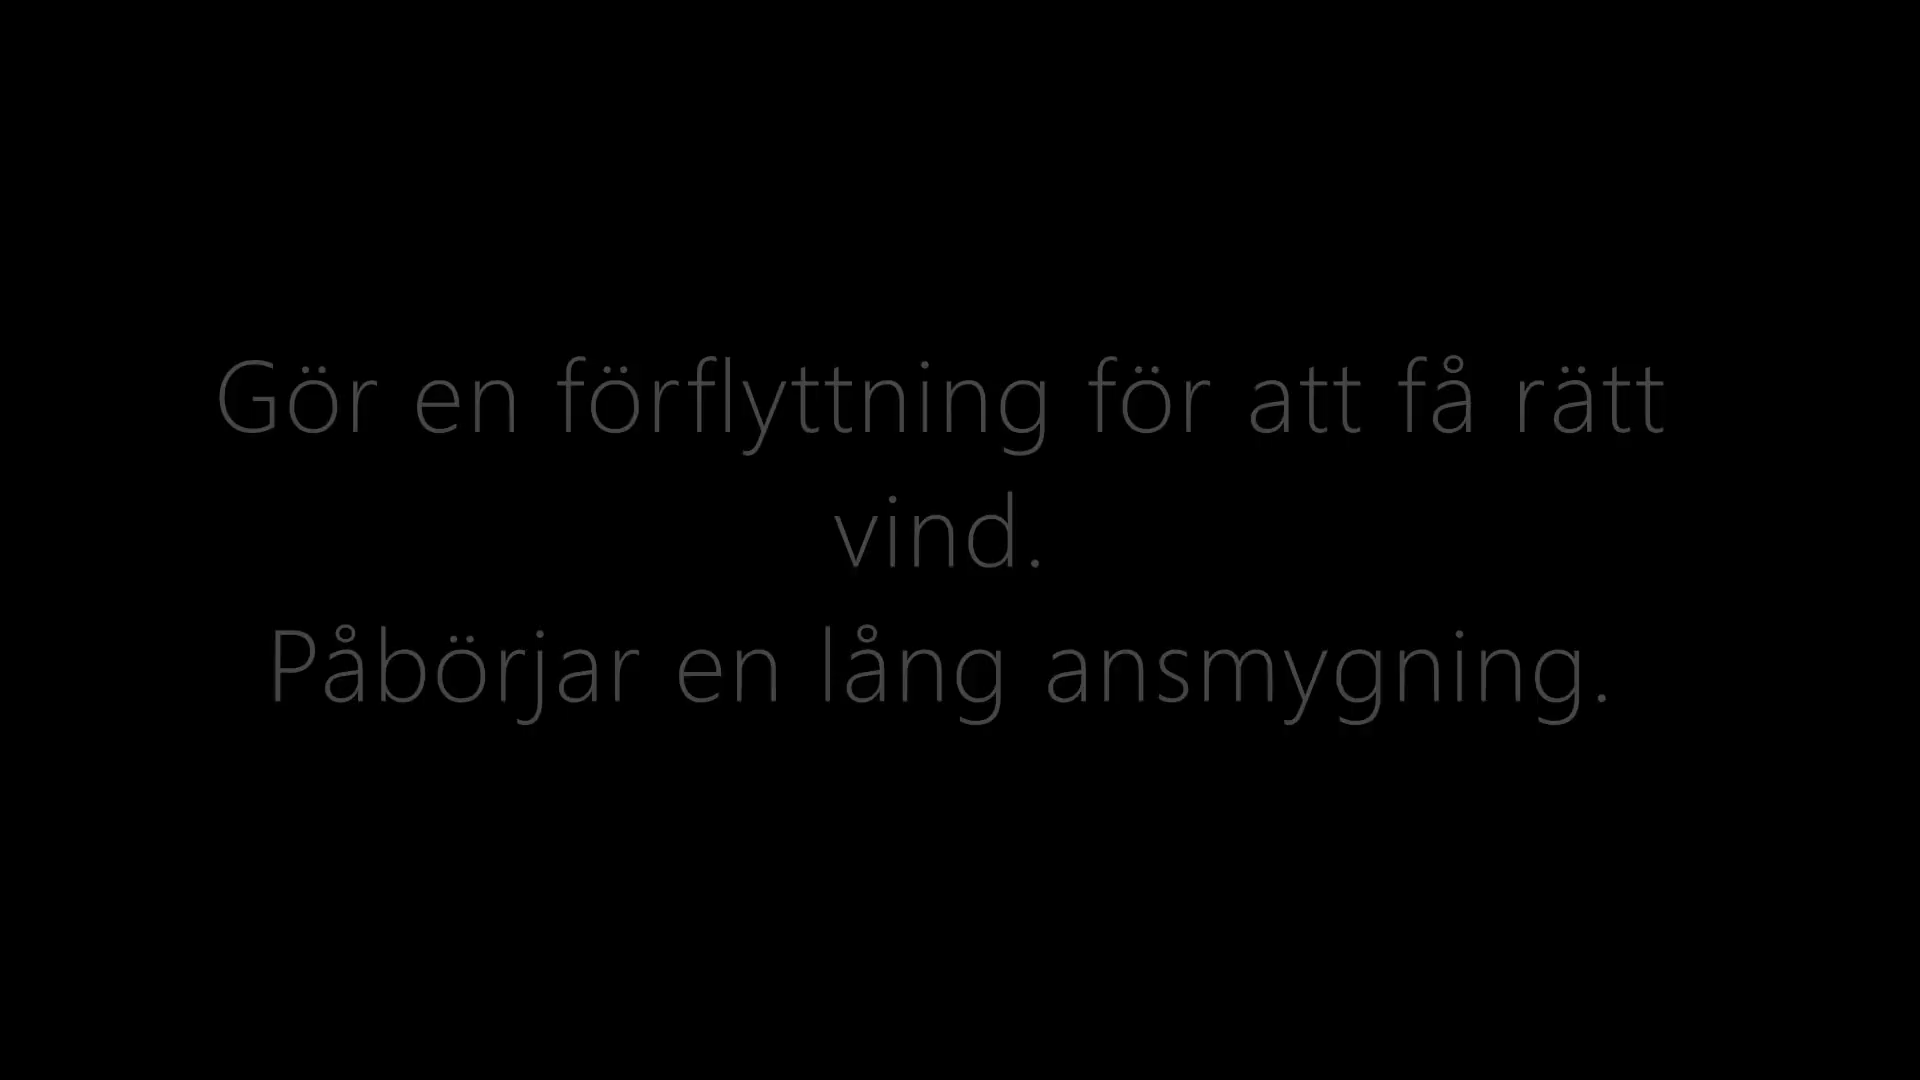 Gör en förflyttning för att få rätt
vind.
Påbörjar en lång ansmygning.